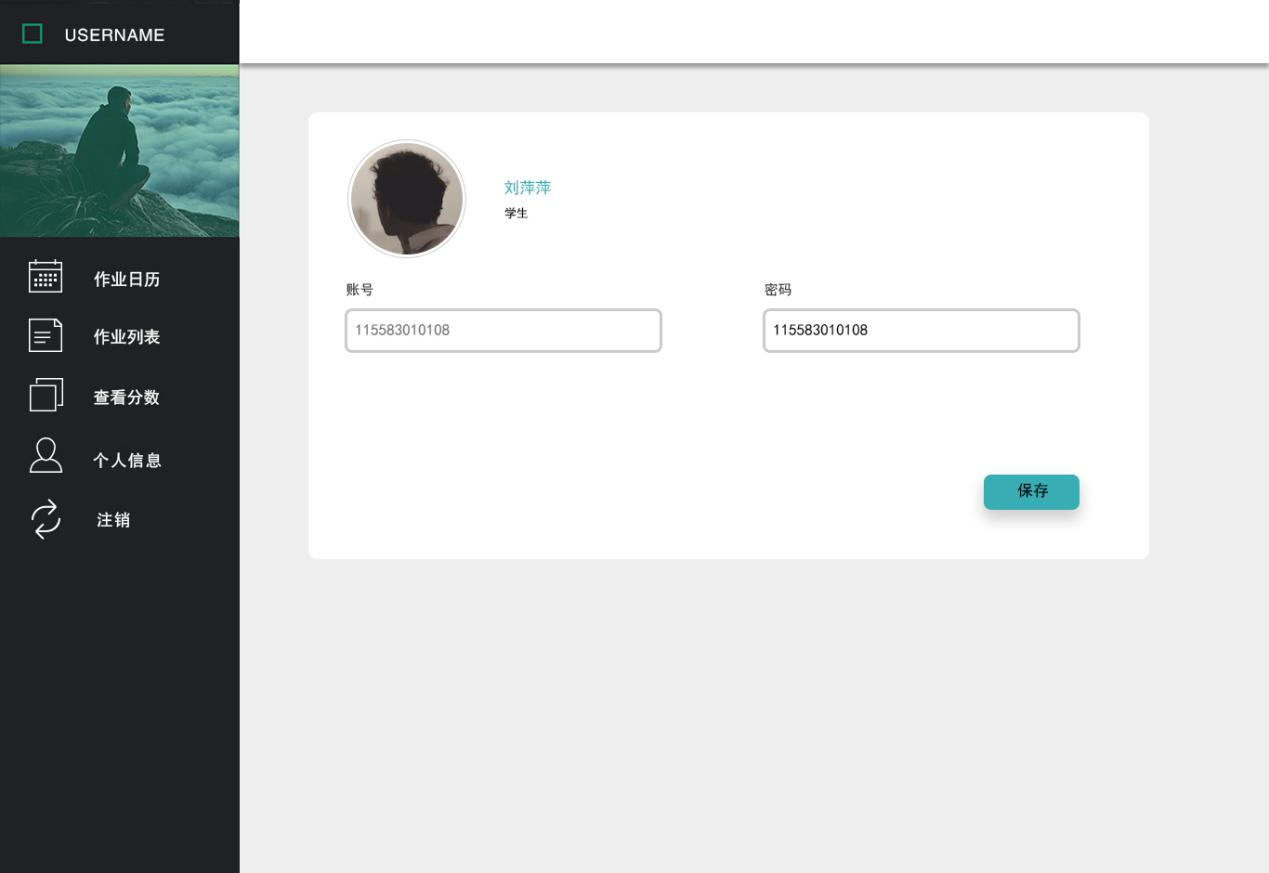 USERNAME
作业日历
作业列表
查看分数
个人信息
注销
刘萍萍
学生
账号
密码
115583010108
115583010108
保存